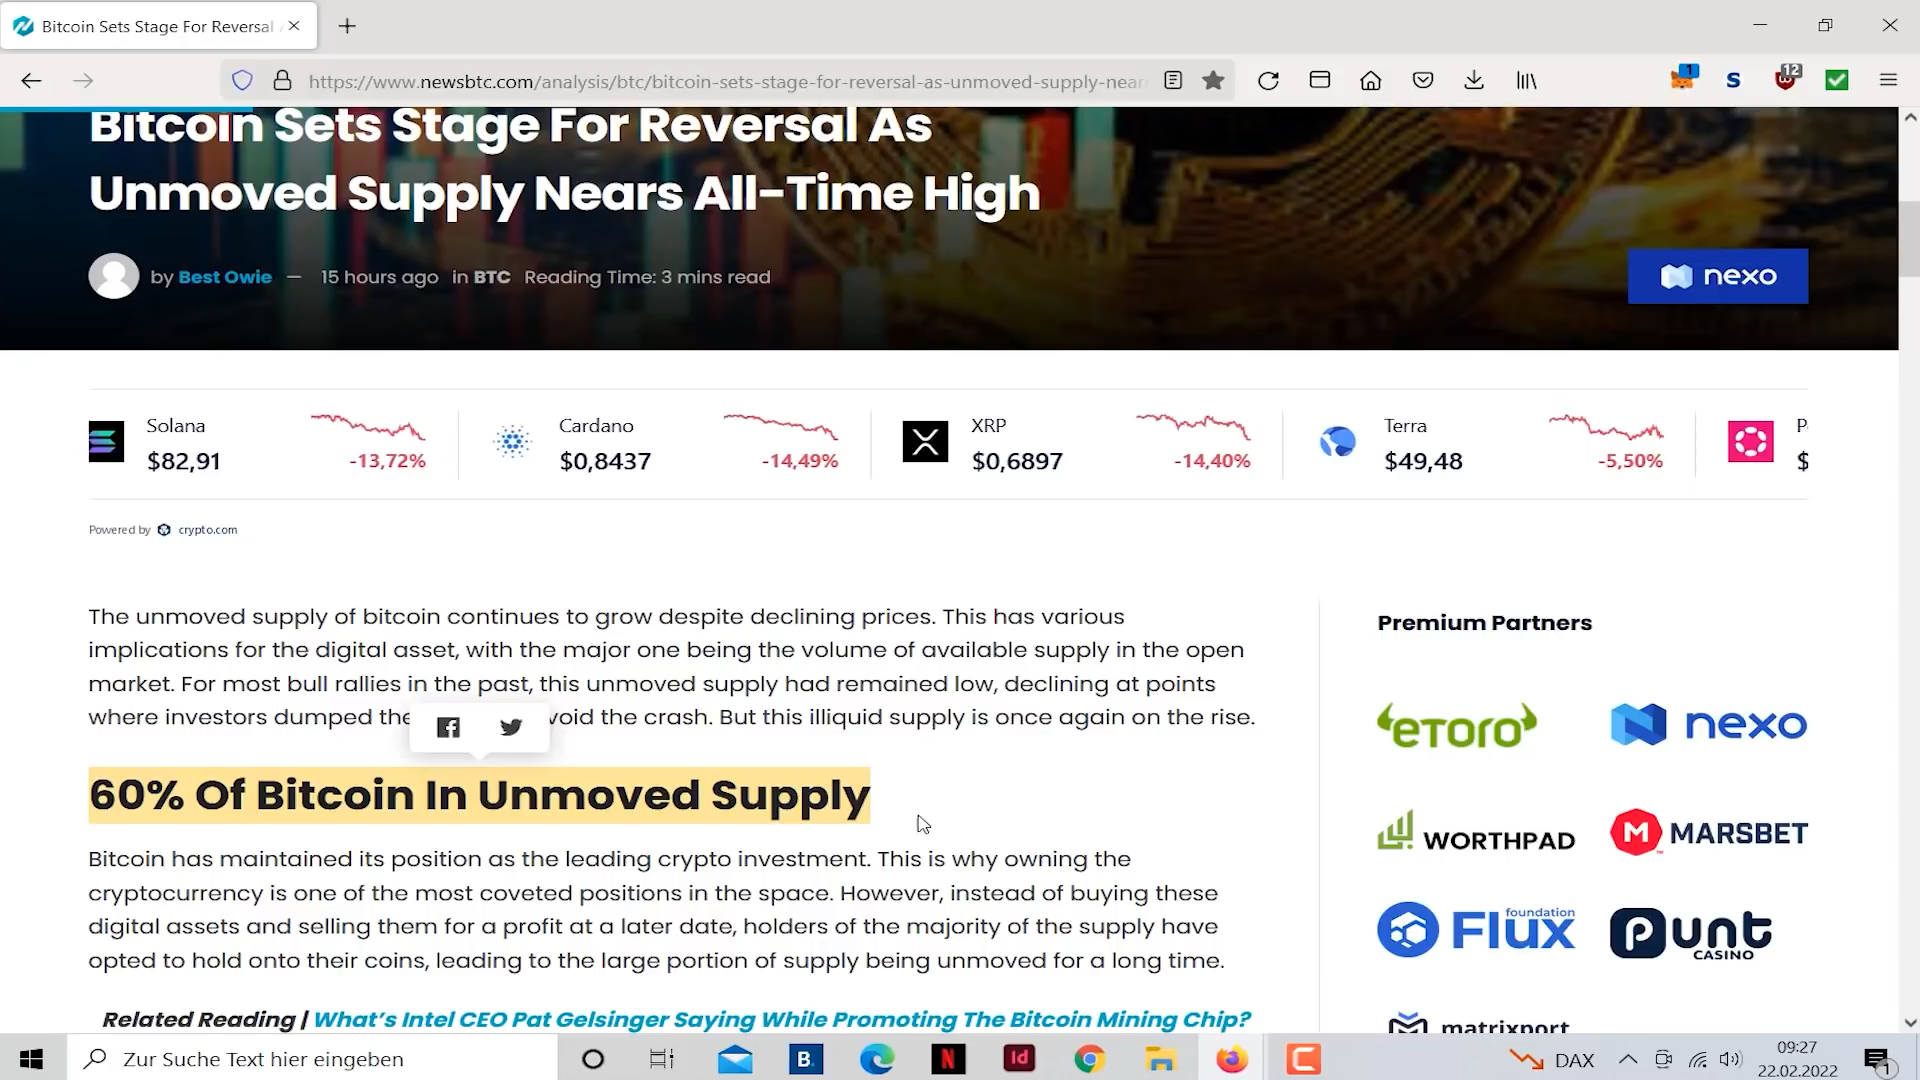 Bitcoin Sets Stage For Reversal
https://www.newsbtc.com/analysis/btc/bitcoin-sets-stage-for-reversal-as-unmoved-supply-near
1
S
12
Bitcoin Sets Stage For Reversal As
Unmoved Supply Nears All-Time High
by Best Owie — 15 hours ago in BTC Reading Time: 3 mins read
nexo
Solana
$82,91 -13,72%
Cardano
$0,8437 -14,49%
XRP
$0,6897 -14,40%
Terra
$49,48 -5,50%
P
$
Powered by crypto.com
The unmoved supply of bitcoin continues to grow despite declining prices. This has various
implications for the digital asset, with the major one being the volume of available supply in the open
market. For most bull rallies in the past, this unmoved supply had remained low, declining at points
where investors dumped the void the crash. But this illiquid supply is once again on the rise.
60% Of Bitcoin In Unmoved Supply
Bitcoin has maintained its position as the leading crypto investment. This is why owning the
cryptocurrency is one of the most coveted positions in the space. However, instead of buying these
digital assets and selling them for a profit at a later date, holders of the majority of the supply have
opted to hold onto their coins, leading to the large portion of supply being unmoved for a long time.
Related Reading | What's Intel CEO Pat Gelsinger Saying While Promoting The Bitcoin Mining Chip?
Premium Partners
eToro
nexo
WORTHPAD
MARSBET
Flux foundation
Punt CASINO
matrixport
Zur Suche Text hier eingeben
B.
N
Id
DAX
09:27
22.02.2022
1